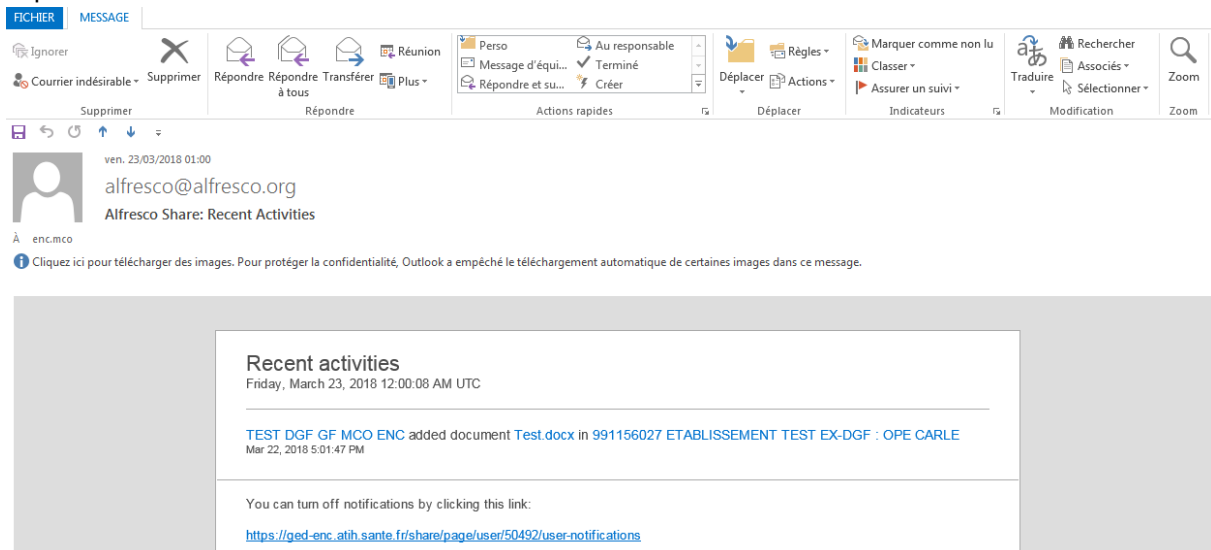 FICHIER MESSAGE
Ignorer
Courrier indésirable
Supprimer
Supprimer
Répondre Répondre Transférer
à tous
Réunion
Plus
Répondre
Perso
Message d'équi...
Répondre et su...
Au responsable
Terminé
Créer
Actions rapides
Déplacer
Règles
Actions
Déplacer
Marquer comme non lu
Classer
Assurer un suivi
Indicateurs
Traduire
Rechercher
Associés
Sélectionner
Modification
Zoom
Zoom
ven. 23/03/2018 01:00
alfresco@alfresco.org
Alfresco Share: Recent Activities
À enc.mco
Cliquez ici pour télécharger des images. Pour protéger la confidentialité, Outlook a empêché le téléchargement automatique de certaines images dans ce message.
Recent activities
Friday, March 23, 2018 12:00:08 AM UTC
TEST DGF GF MCO ENC added document Test.docx in 991156027 ETABLISSEMENT TEST EX-DGF : OPE CARLE
Mar 22, 2018 5:01:47 PM
You can turn off notifications by clicking this link:
https://ged-enc.atih.sante.fr/share/page/user/50492/user-notifications